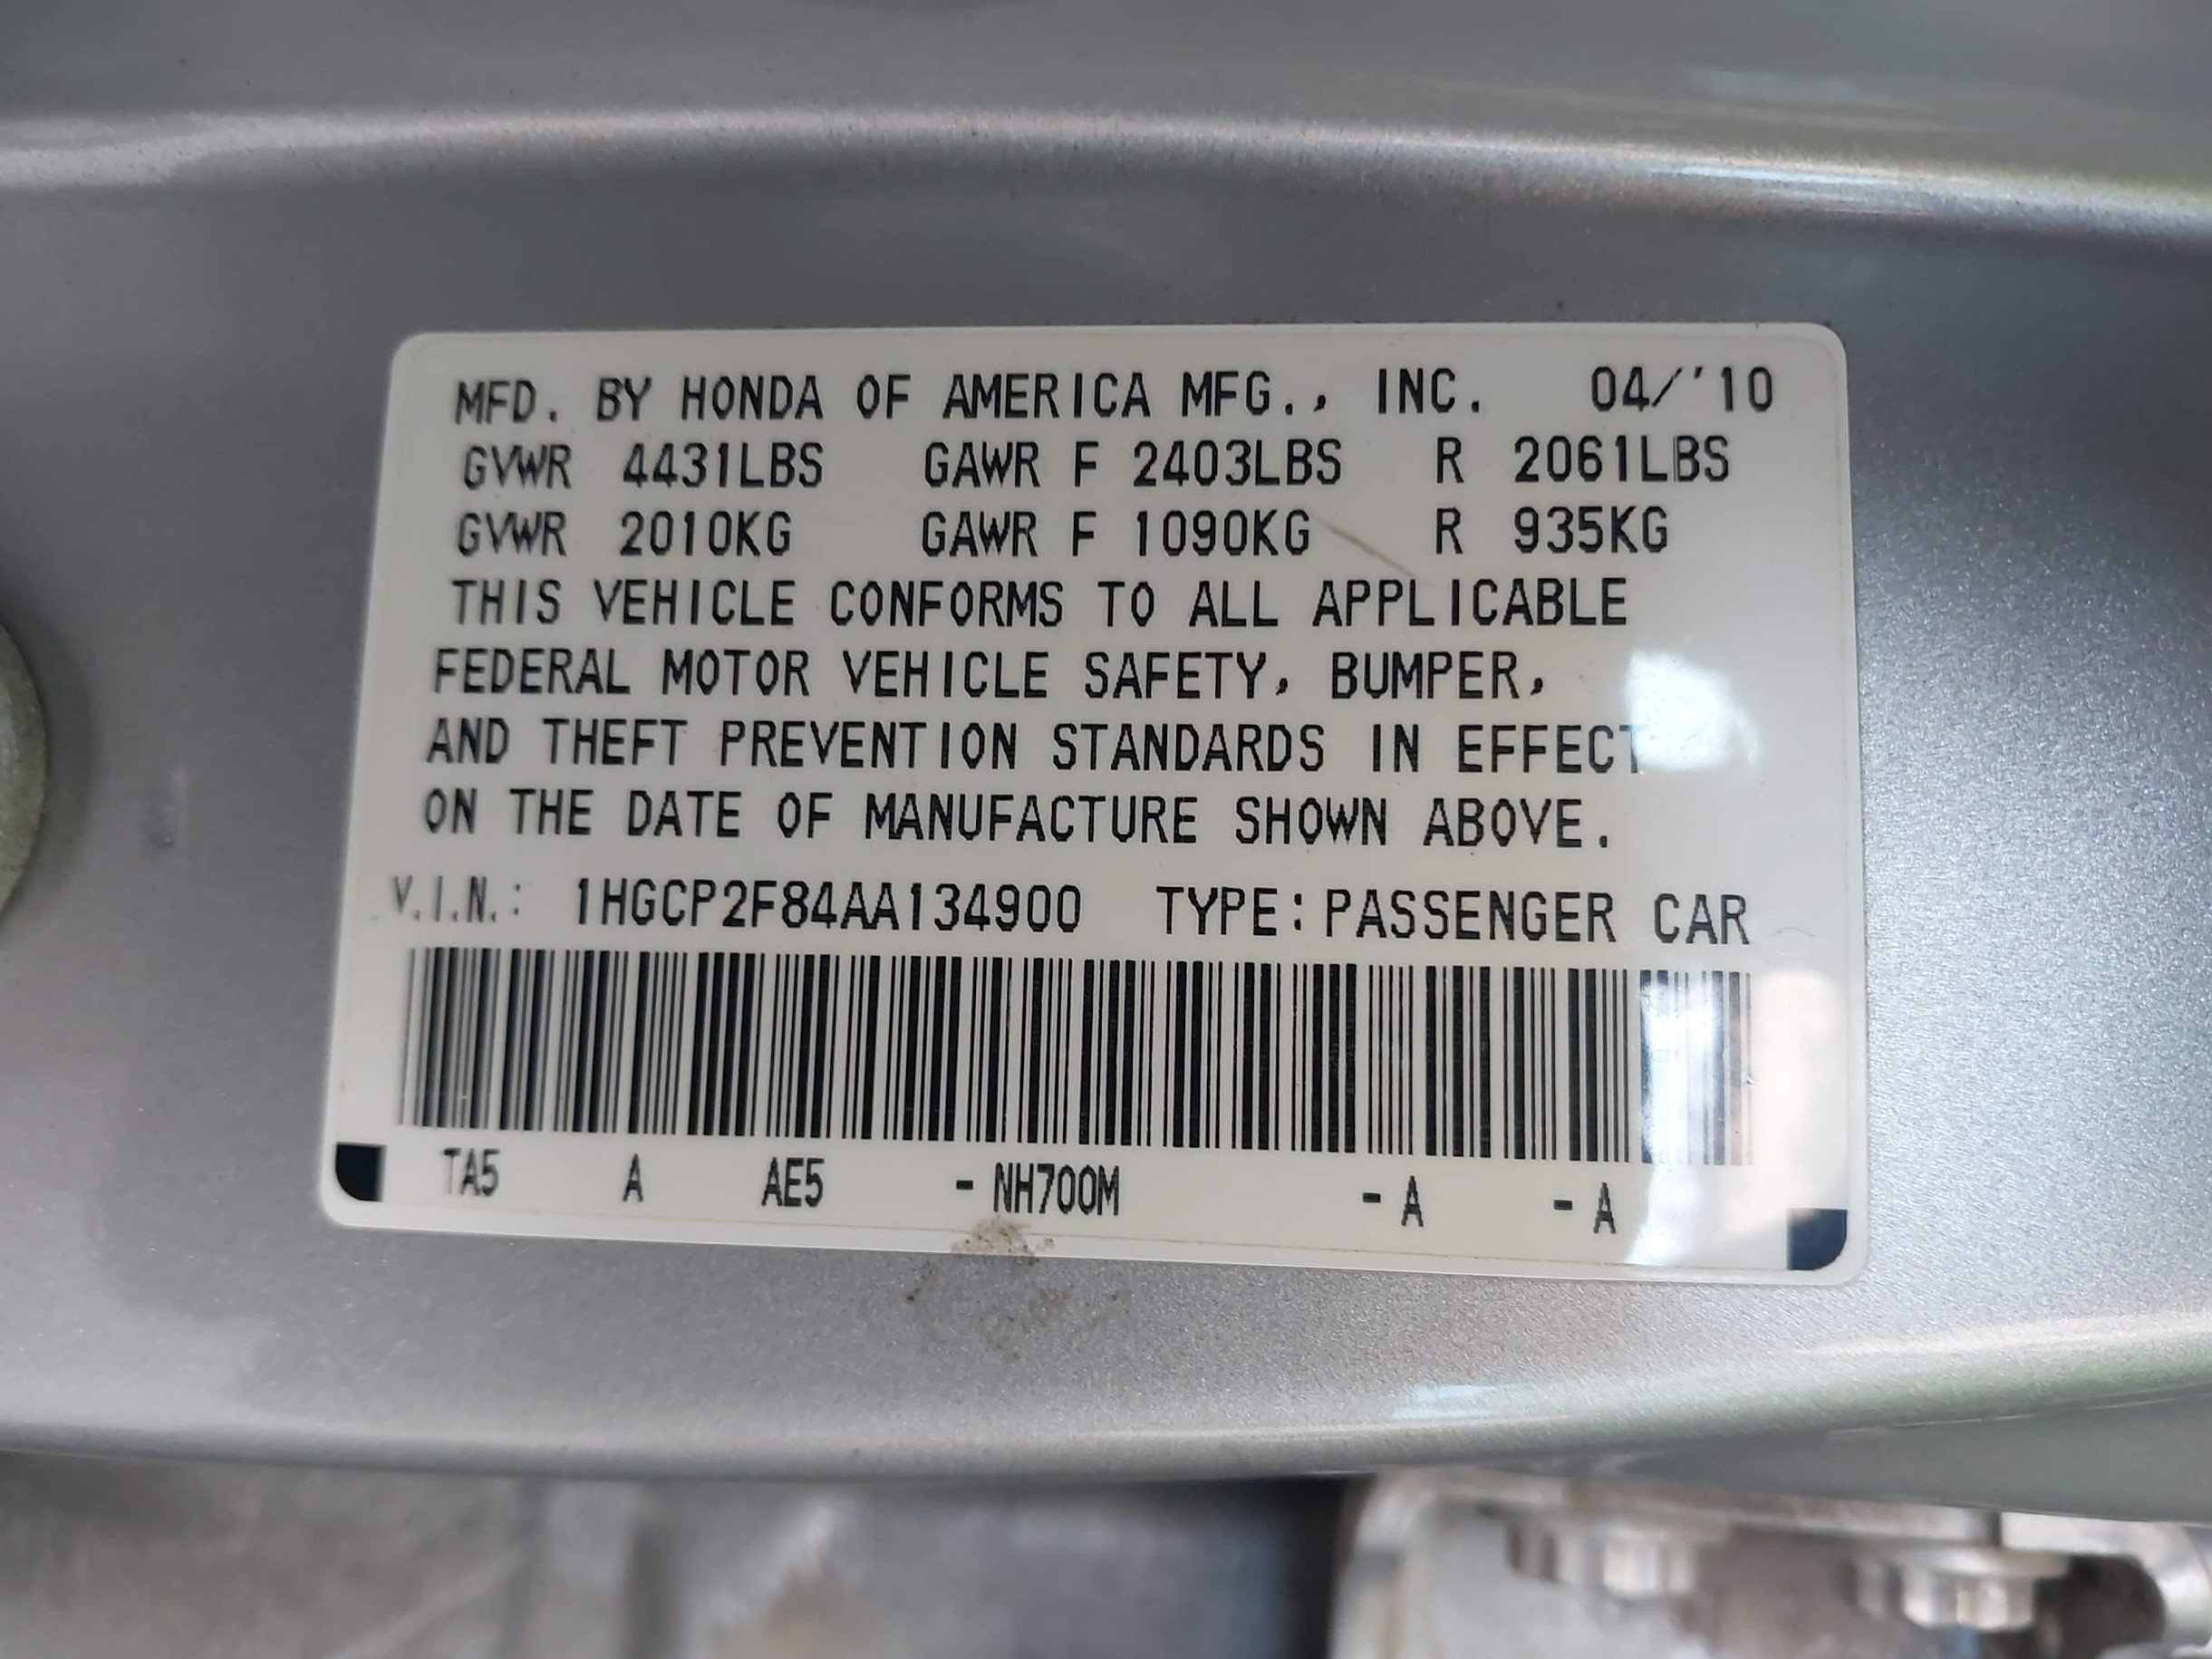 MFD. BY HONDA OF AMERICA MFG., INC. 04/'10
GVWR 4431LBS GAWR F 2403LBS R 2061LBS
GVWR 2010KG GAWR F 1090KG R 935KG
THIS VEHICLE CONFORMS TO ALL APPLICABLE
FEDERAL MOTOR VEHICLE SAFETY, BUMPER,
AND THEFT PREVENTION STANDARDS IN EFFECT
ON THE DATE OF MANUFACTURE SHOWN ABOVE.
V.I.N.: 1HGCP2F84AA134900 TYPE: PASSENGER CAR
TA5 A AE5 - NH700M - A - A